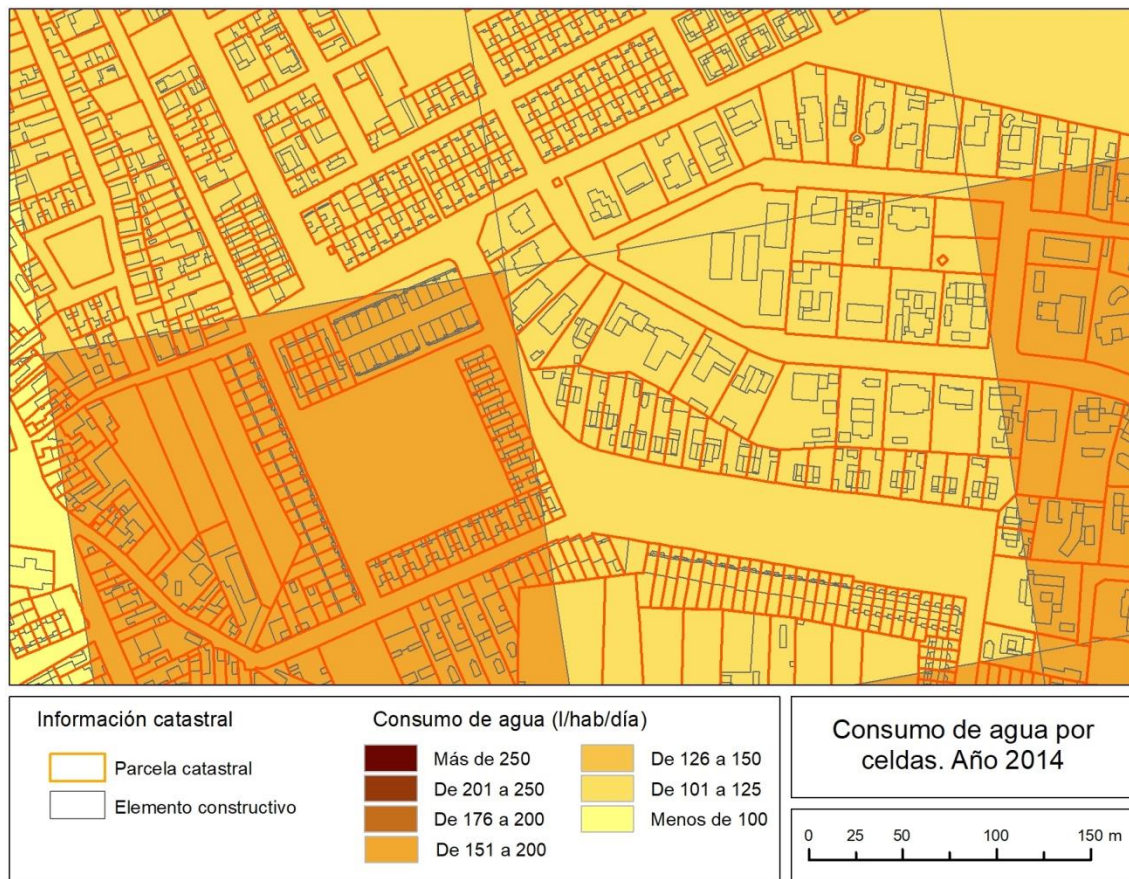 Información catastral
Parcela catastral
Elemento constructivo
Consumo de agua (l/hab/día)
Más de 250
De 201 a 250
De 176 a 200
De 151 a 200
De 126 a 150
De 101 a 125
Menos de 100
Consumo de agua por
celdas. Año 2014
0 25 50 100 150 m